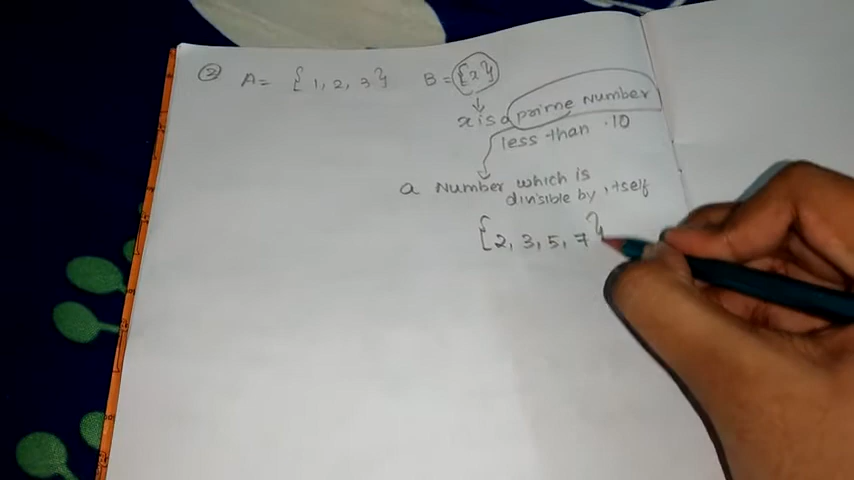 ② A = { 1, 2, 3 } B = {x}
x is a prime number
less than 10
a Number which is
divisible by itself
{2, 3, 5, 7}